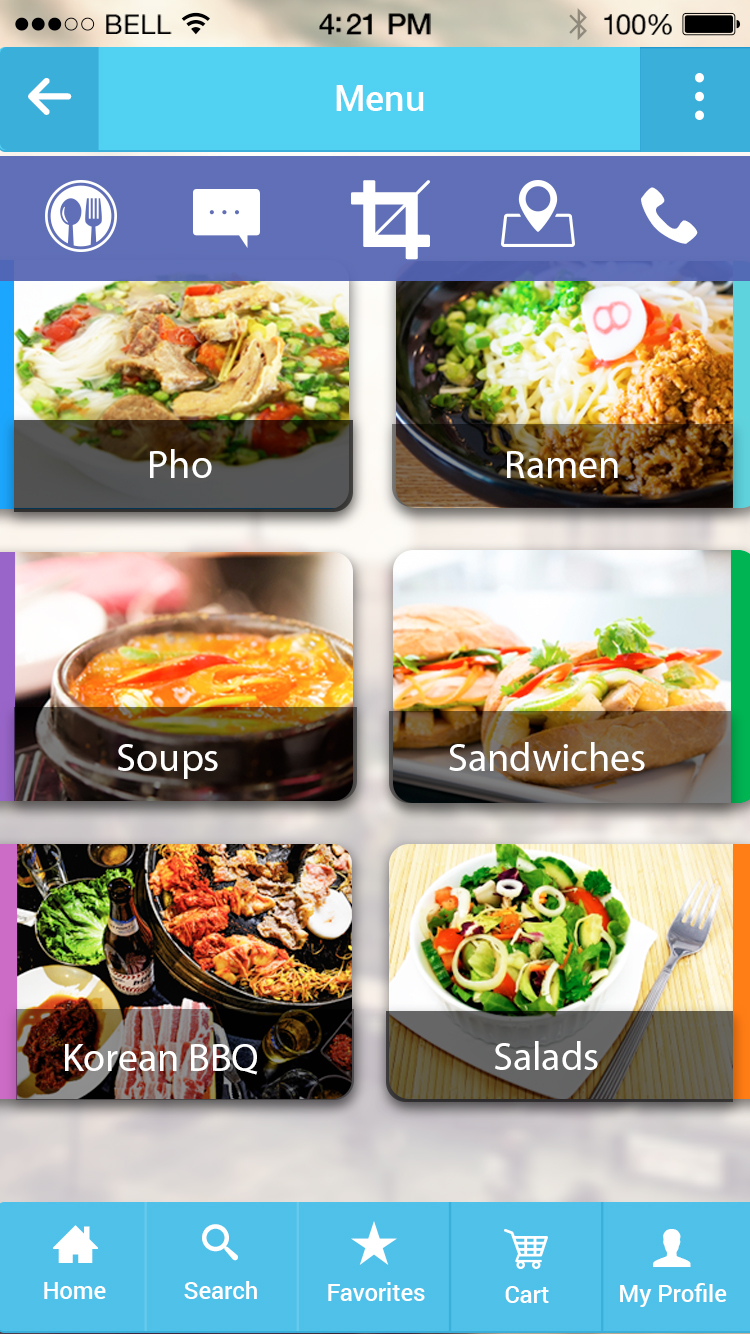 BELL 4:21 PM 100%
Menu
Pho
Ramen
Soups
Sandwiches
Korean BBQ
Salads
Home
Search
Favorites
Cart
My Profile